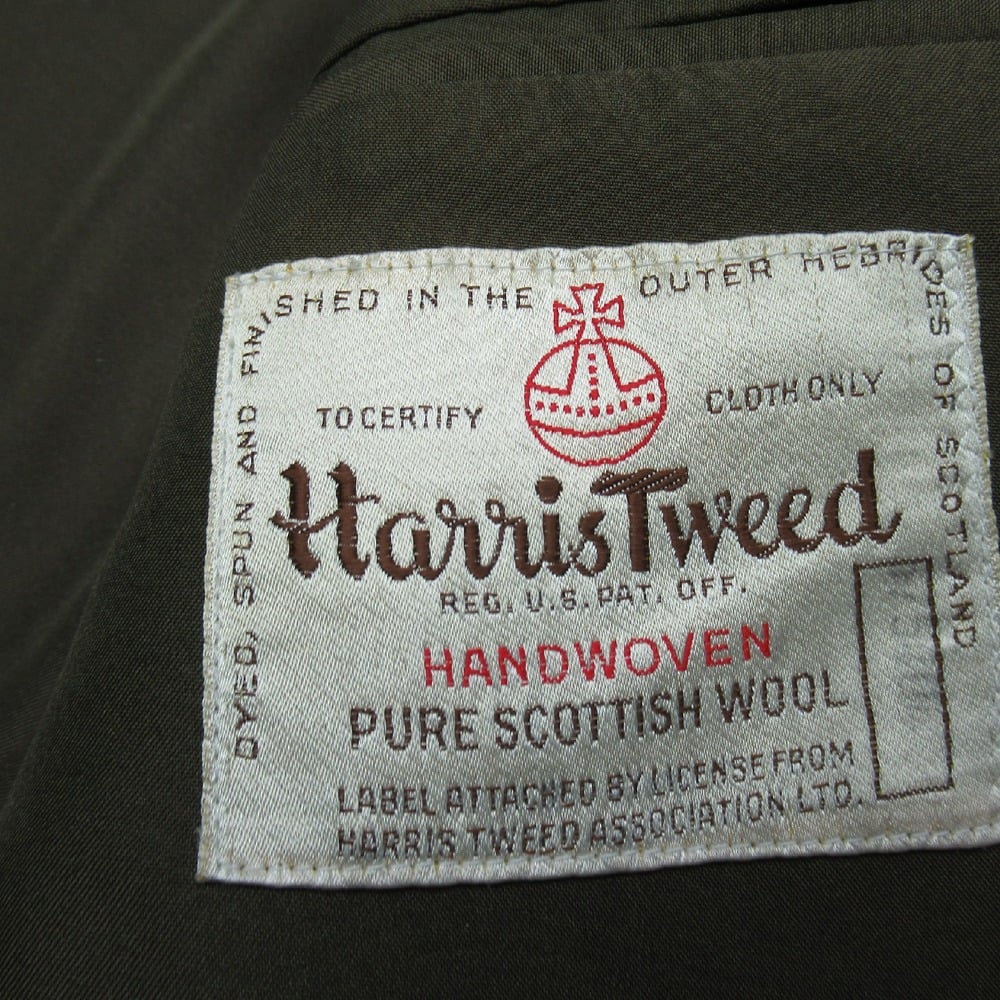 DYED, SPUN AND FINISHED IN THE OUTER HEBRIDES OF SCOTLAND
TO CERTIFY CLOTH ONLY
Harris Tweed
REG. U.S. PAT. OFF.
HANDWOVEN
PURE SCOTTISH WOOL
LABEL ATTACHED BY LICENSE FROM
HARRIS TWEED ASSOCIATION LTD.